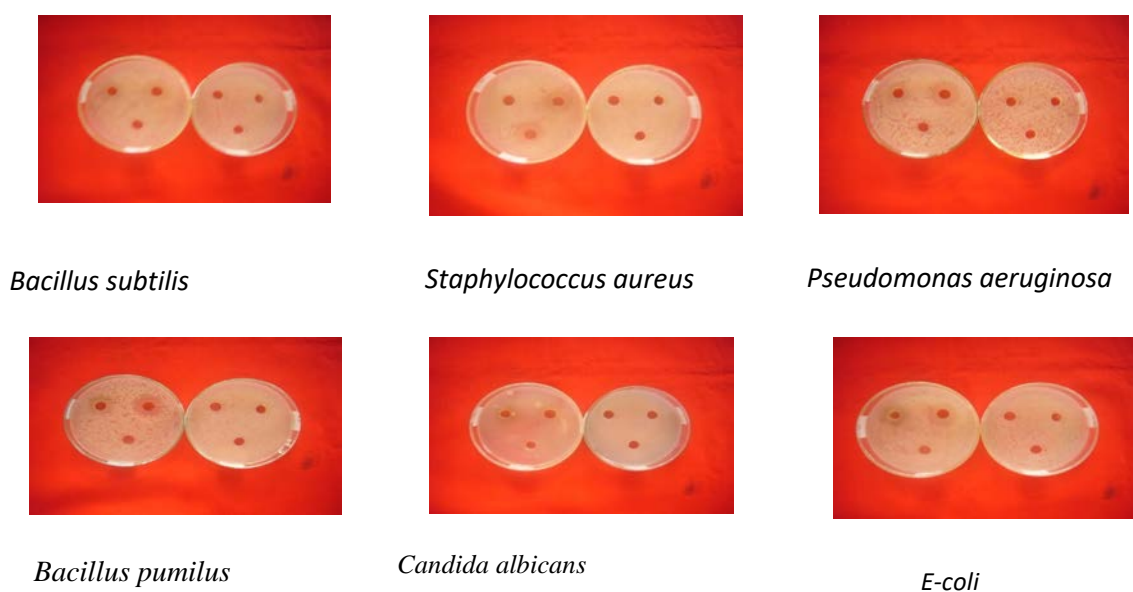 Bacillus subtilis
Staphylococcus aureus
Pseudomonas aeruginosa
Bacillus pumilus
Candida albicans
E-coli